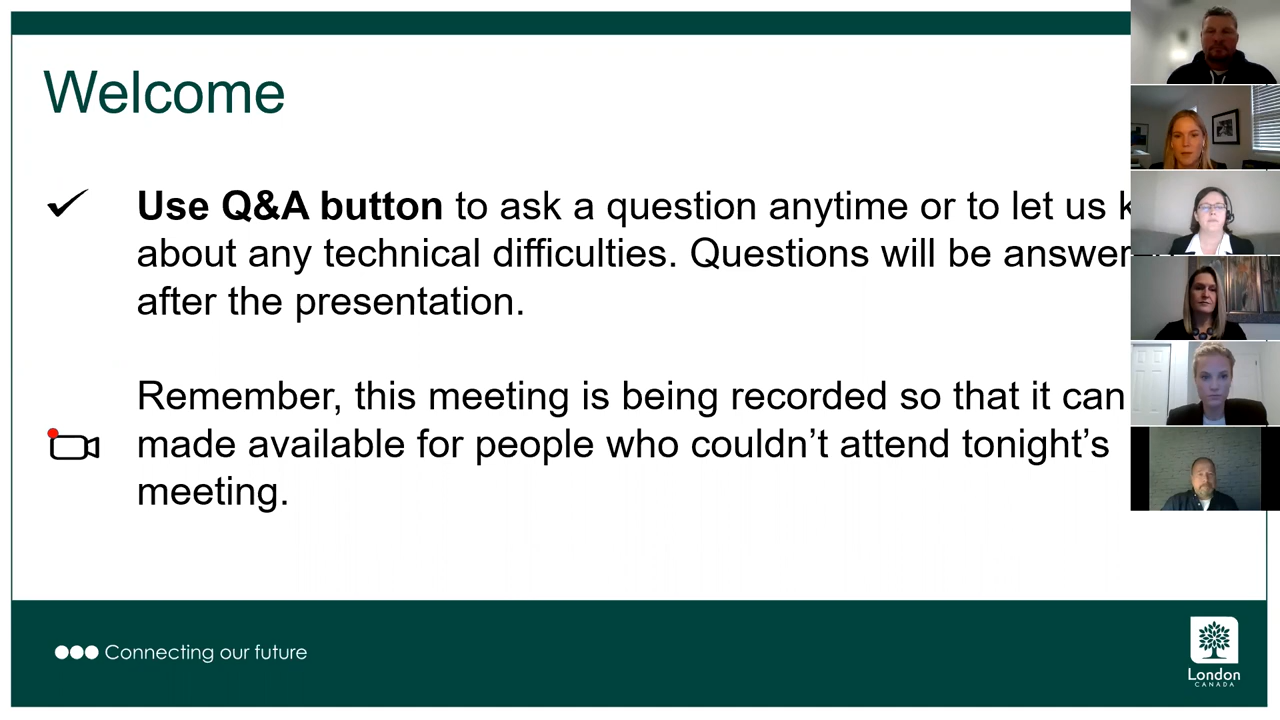 Welcome
Use Q&A button to ask a question anytime or to let us
about any technical difficulties. Questions will be
after the presentation.
Remember, this meeting is being recorded so that it can
made available for people who couldn’t attend tonight’s
meeting.
Connecting our future
London
CANADA